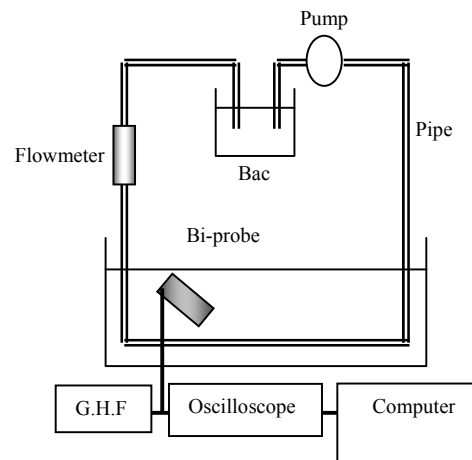 Pump
Pipe
Flowmeter
Bac
Bi-probe
G.H.F
Oscilloscope
Computer